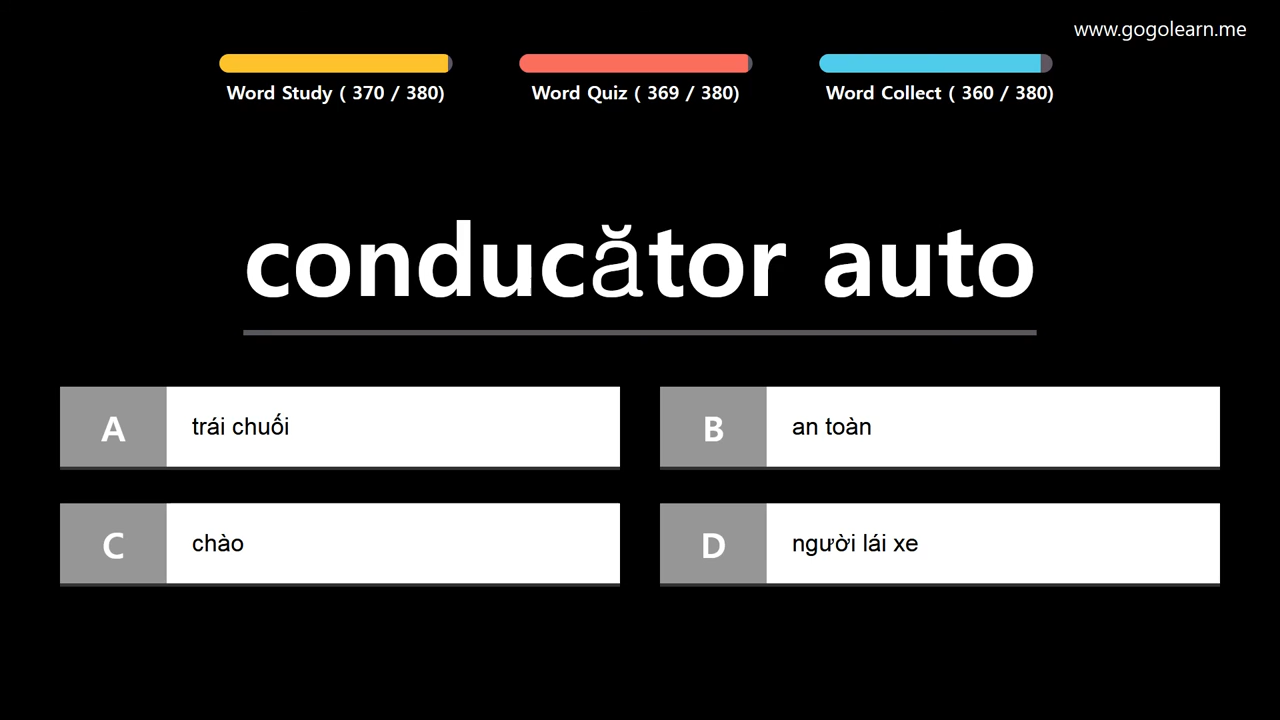 www.gogolearn.me
Word Study ( 370 / 380)
Word Quiz ( 369 / 380)
Word Collect ( 360 / 380)
conducător auto
A trái chuối
B an toàn
C chào
D người lái xe